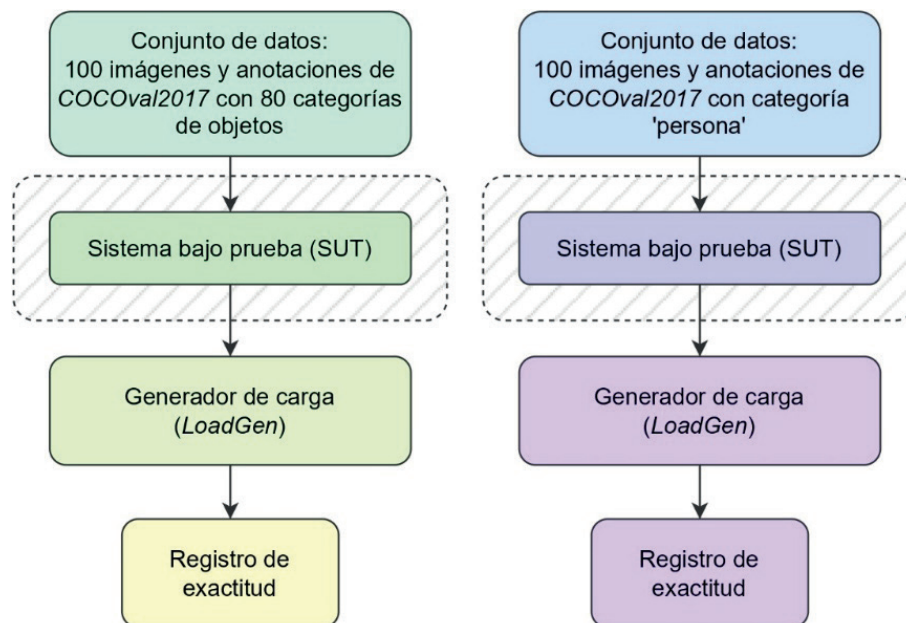 Conjunto de datos:
100 imágenes y anotaciones de
COCOval2017 con 80 categorías
de objetos
Sistema bajo prueba (SUT)
Generador de carga
(LoadGen)
Registro de
exactitud
Conjunto de datos:
100 imágenes y anotaciones de
COCOval2017 con categoría
'persona'
Sistema bajo prueba (SUT)
Generador de carga
(LoadGen)
Registro de
exactitud